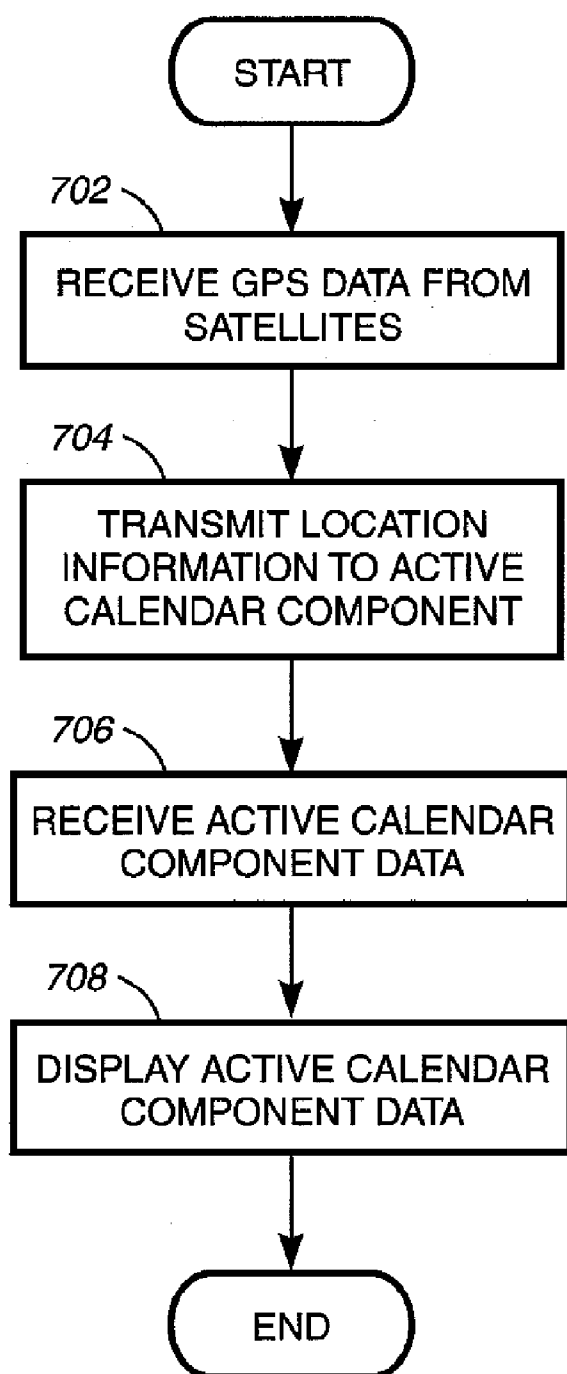 START
702
RECEIVE GPS DATA FROM
SATELLITES
704
TRANSMIT LOCATION
INFORMATION TO ACTIVE
CALENDAR COMPONENT
706
RECEIVE ACTIVE CALENDAR
COMPONENT DATA
708
DISPLAY ACTIVE CALENDAR
COMPONENT DATA
END